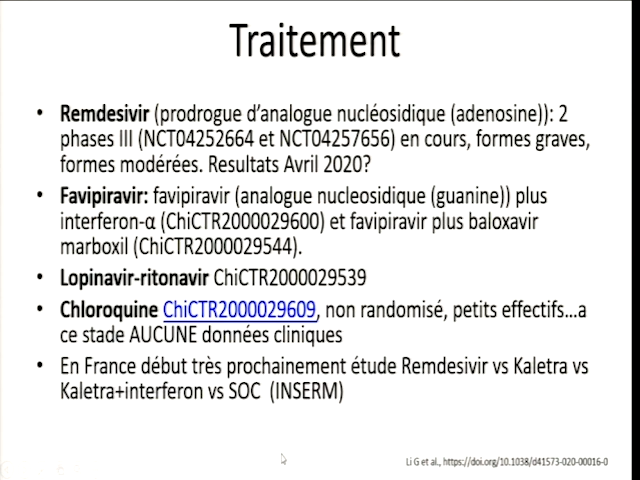 Traitement
• Remdesivir (prodrogue d'analogue nucléosidique (adenosine)): 2
phases III (NCT04252664 et NCT04257656) en cours, formes graves,
formes modérées. Resultats Avril 2020?
• Favipiravir: favipiravir (analogue nucleosidique (guanine)) plus
interferon-α (ChiCTR2000029600) et favipiravir plus baloxavir
marboxil (ChiCTR2000029544).
• Lopinavir-ritonavir ChiCTR2000029539
• Chloroquine ChiCTR2000029609, non randomisé, petits effectifs...a
ce stade AUCUNE données cliniques
• En France début très prochainement étude Remdesivir vs Kaletra vs
Kaletra+interferon vs SOC (INSERM)
Li G et al., https://doi.org/10.1038/d41573-020-00016-0